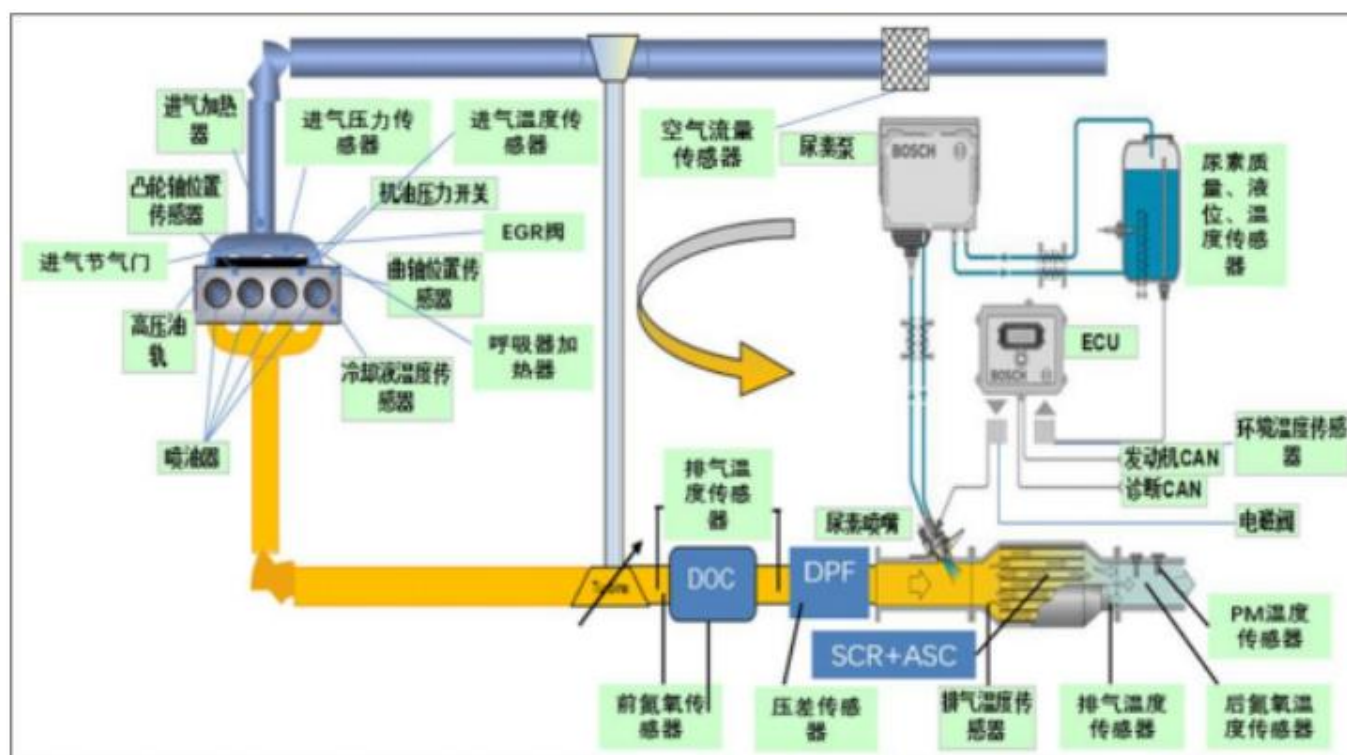 进气加热
器
进气压力传
感器
进气温度传
感器
空气流量
传感器
尿素泵
BOSCH
尿素质
量、液
位、温
度传感
器
凸轮轴位置
传感器
机油压力开关
EGR阀
进气节气门
曲轴位置传
感器
高压油
轨
呼吸器加
热器
冷却液温度传
感器
ECU
BOSCH
喷油器
环境温度传感
器
发动机CAN
诊断CAN
电磁阀
排气温
度传感
器
尿素喷嘴
DOC
DPF
SCR+ASC
PM温度
传感器
前氮氧传
感器
压差传感
器
排气温度传
感器
排气温度
传感器
后氮氧温
度传感器